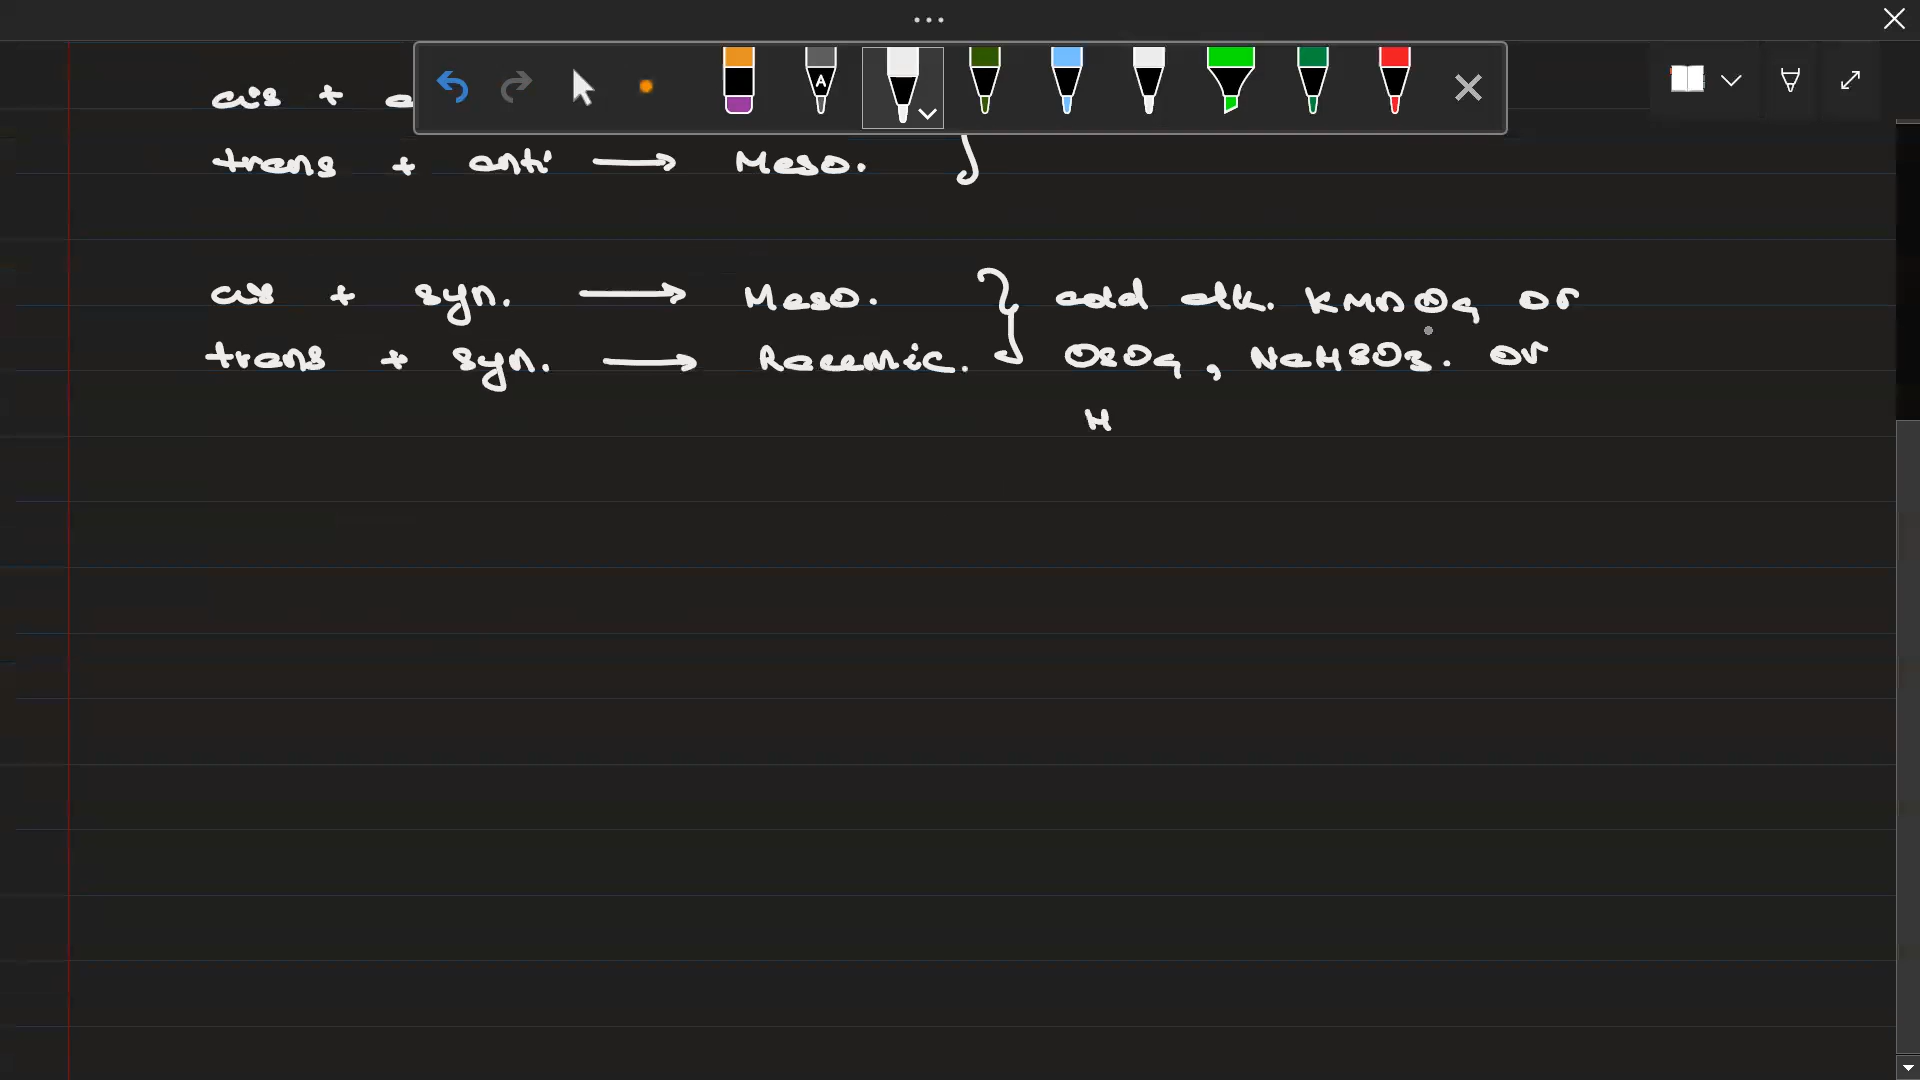 cis +
trans + anti ⟶ Meso.
cis + syn. ⟶ Meso. } cold alk. KMnO4 or
trans + syn. ⟶ Racemic. OsO4, NaHSO3. or
H